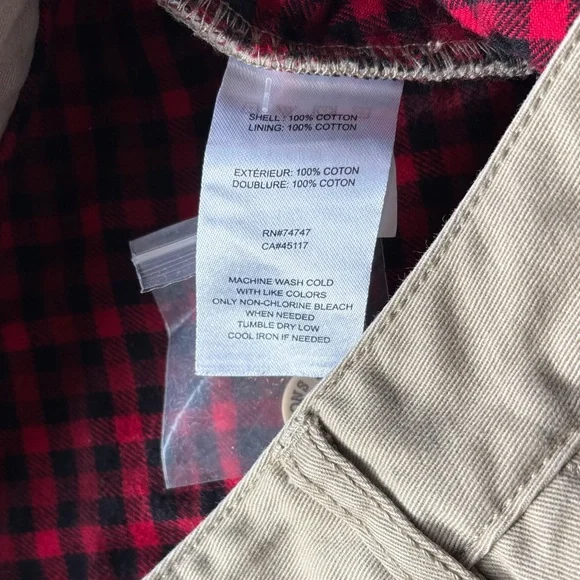 SHELL : 100% COTTON
LINING: 100% COTTON
EXTÉRIEUR: 100% COTON
DOUBLURE: 100% COTTON
RN#74747
CA#45117
MACHINE WASH COLD
WITH LIKE COLORS
ONLY NON-CHLORINE BLEACH
WHEN NEEDED
TUMBLE DRY LOW
COOL IRON IF NEEDED